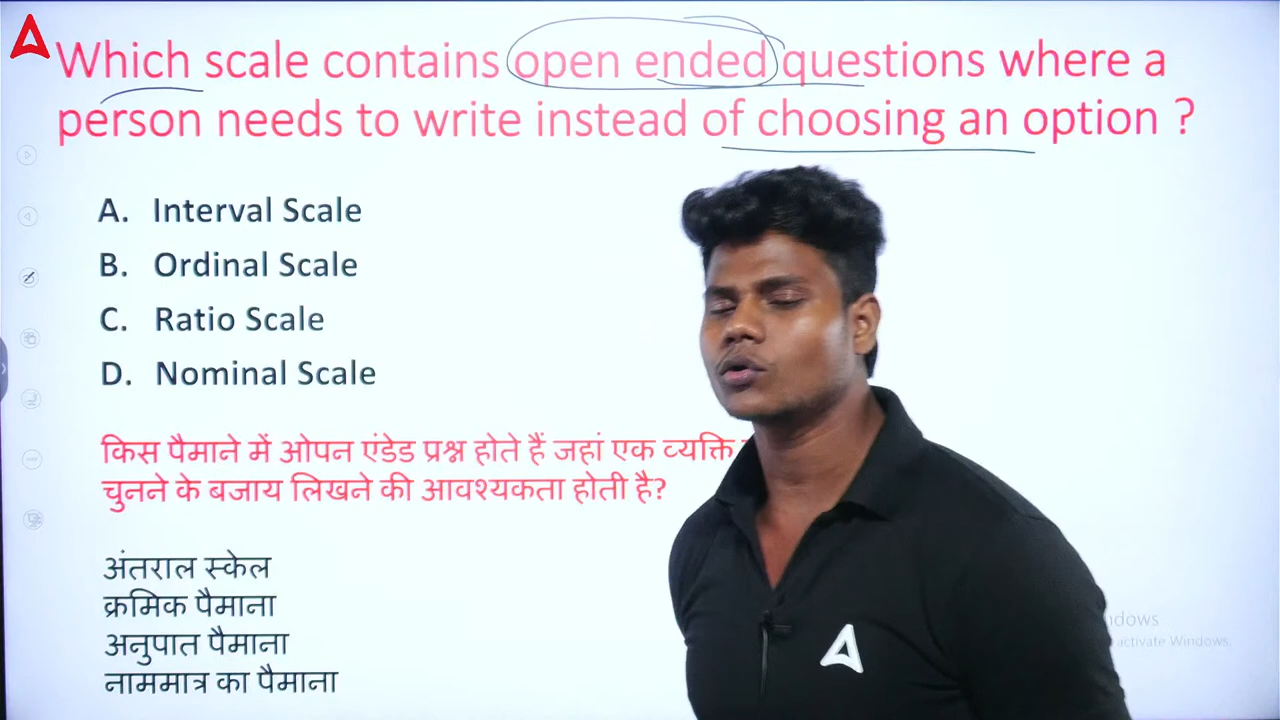 Which scale contains open ended questions where a
person needs to write instead of choosing an option ?
A. Interval Scale
B. Ordinal Scale
C. Ratio Scale
D. Nominal Scale
किस पैमाने में ओपन एंडेड प्रश्न होते हैं जहां एक व्यक्ति
चुनने के बजाय लिखने की आवश्यकता होती है?
अंतराल स्केल
क्रमिक पैमाना
अनुपात पैमाना
नाममात्र का पैमाना
activate Windows.